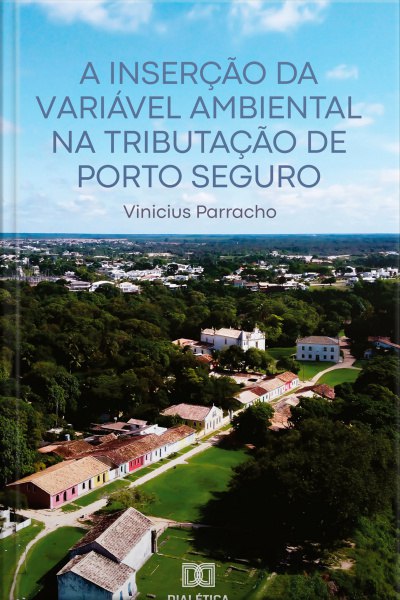 A INSERÇÃO DA
VARIÁVEL AMBIENTAL
NA TRIBUTAÇÃO DE
PORTO SEGURO
Vinicius Parracho
DIALÉTICA